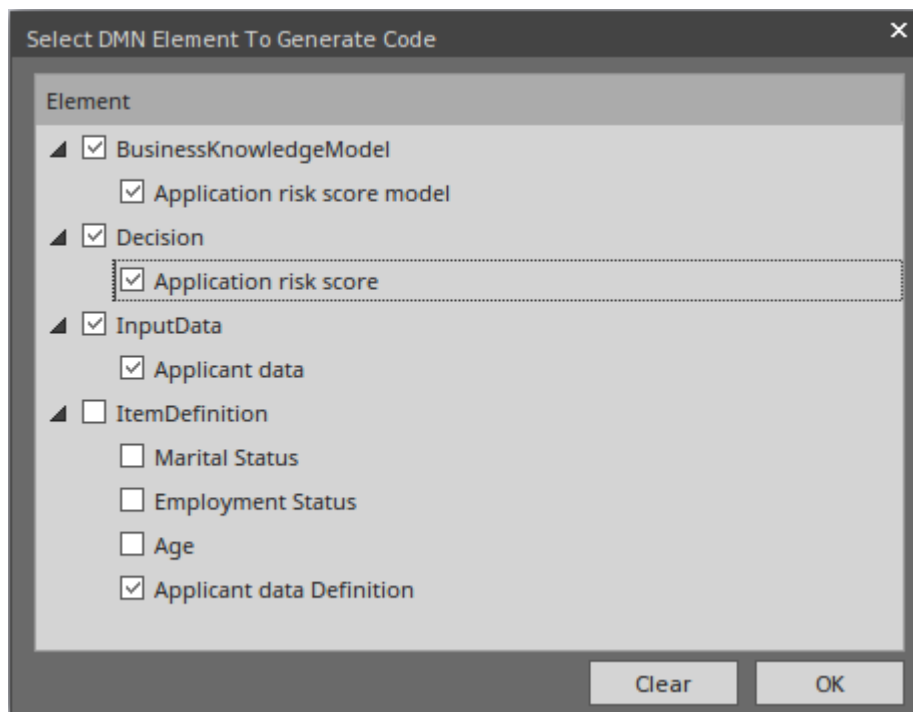 Select DMN Element To Generate Code
Element
BusinessKnowledgeModel
Application risk score model
Decision
Application risk score
InputData
Applicant data
ItemDefinition
Marital Status
Employment Status
Age
Applicant data Definition
Clear OK